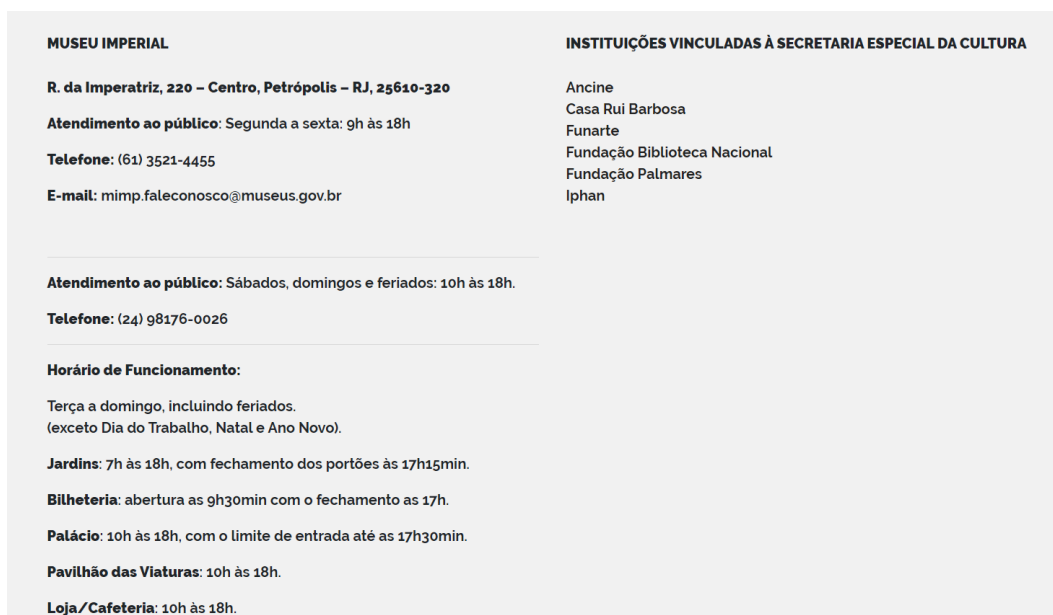 MUSEU IMPERIAL
R. da Imperatriz, 220 – Centro, Petrópolis – RJ, 25610-320
Atendimento ao público: Segunda a sexta: 9h às 18h
Telefone: (61) 3521-4455
E-mail: mimp.faleconosco@museus.gov.br
Atendimento ao público: Sábados, domingos e feriados: 10h às 18h.
Telefone: (24) 98176-0026
Horário de Funcionamento:
Terça a domingo, incluindo feriados.
(exceto Dia do Trabalho, Natal e Ano Novo).
Jardins: 7h às 18h, com fechamento dos portões às 17h15min.
Bilheteria: abertura as 9h30min com o fechamento as 17h.
Palácio: 10h às 18h, com o limite de entrada até as 17h30min.
Pavilhão das Viaturas: 10h às 18h.
Loja/Cafeteria: 10h às 18h.
INSTITUIÇÕES VINCULADAS À SECRETARIA ESPECIAL DA CULTURA
Ancine
Casa Rui Barbosa
Funarte
Fundação Biblioteca Nacional
Fundação Palmares
Iphan